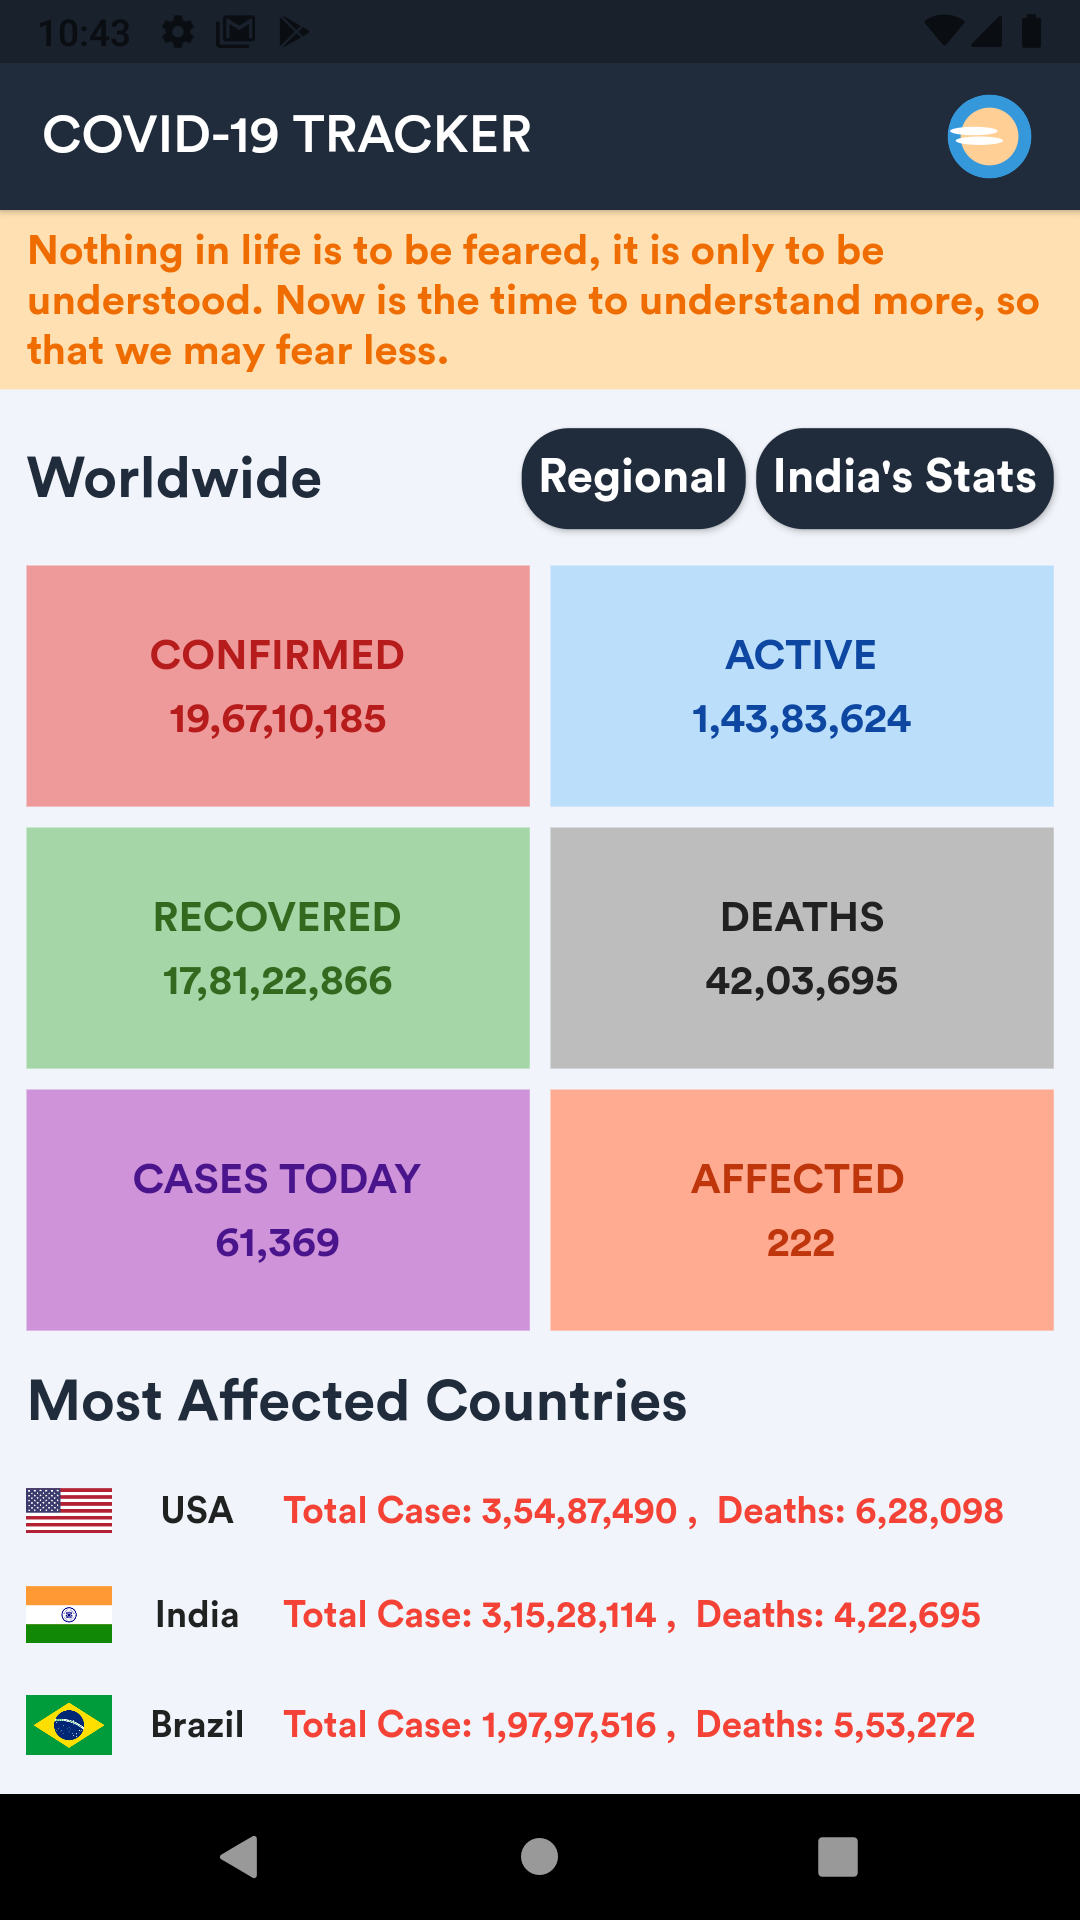 10:43
COVID-19 TRACKER
Nothing in life is to be feared, it is only to be
understood. Now is the time to understand more, so
that we may fear less.
Worldwide
Regional
India's Stats
CONFIRMED
19,67,10,185
ACTIVE
1,43,83,624
RECOVERED
17,81,22,866
DEATHS
42,03,695
CASES TODAY
61,369
AFFECTED
222
Most Affected Countries
USA Total Case: 3,54,87,490 , Deaths: 6,28,098
India Total Case: 3,15,28,114 , Deaths: 4,22,695
Brazil Total Case: 1,97,97,516 , Deaths: 5,53,272